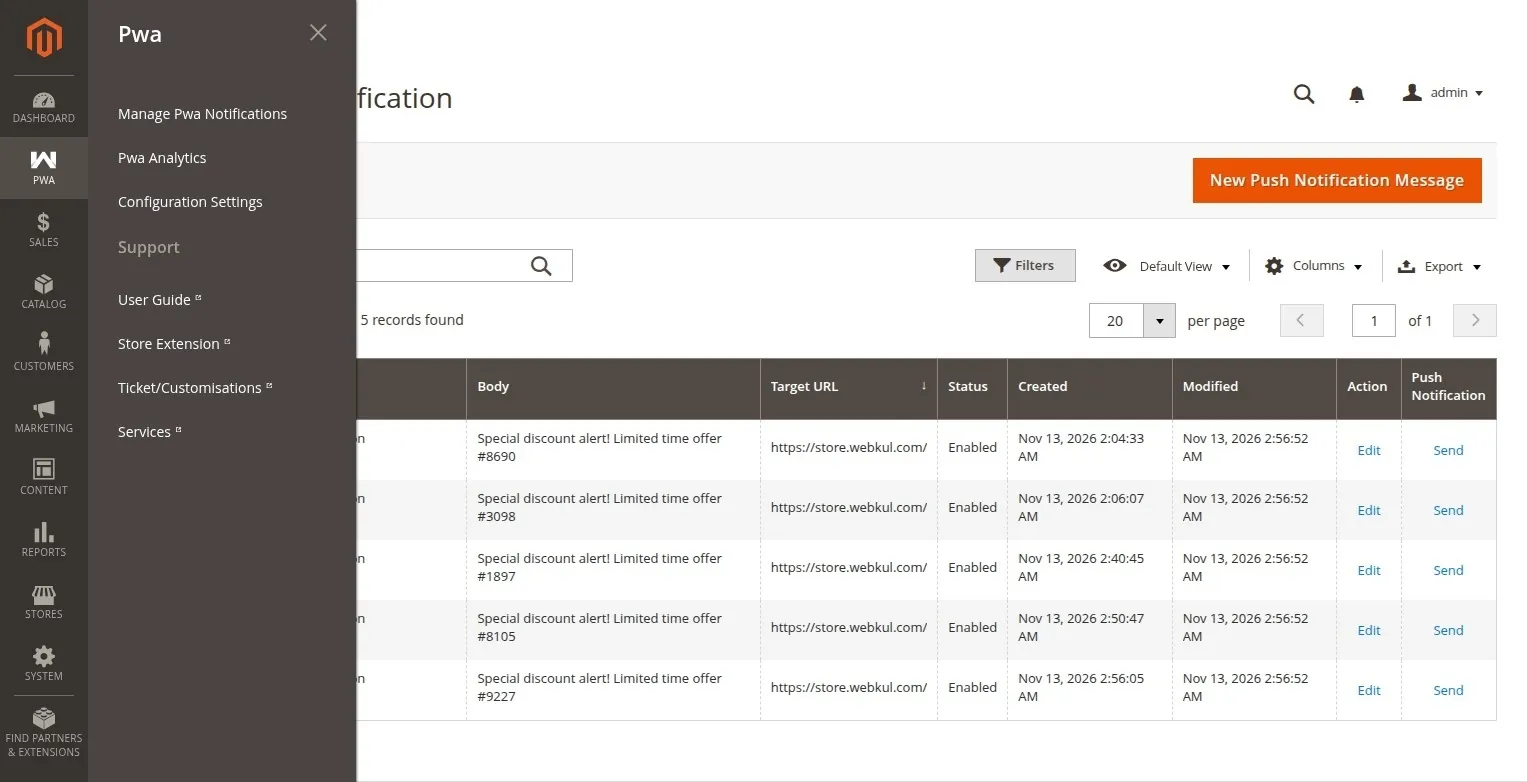 DASHBOARD
PWA
SALES
CATALOG
CUSTOMERS
MARKETING
CONTENT
REPORTS
STORES
SYSTEM
FIND PARTNERS
& EXTENSIONS
Pwa
Manage Pwa Notifications
Pwa Analytics
Configuration Settings
Support
User Guide
Store Extension
Ticket/Customisations
Services
fication
admin
New Push Notification Message
Filters
Default View
Columns
Export
5 records found
20
per page
1
of 1
Body
Target URL ↓
Status
Created
Modified
Action
Push
Notification
on
Special discount alert! Limited time offer
#8690
https://store.webkul.com/
Enabled
Nov 13, 2026 2:04:33
AM
Nov 13, 2026 2:56:52
AM
Edit
Send
on
Special discount alert! Limited time offer
#3098
https://store.webkul.com/
Enabled
Nov 13, 2026 2:06:07
AM
Nov 13, 2026 2:56:52
AM
Edit
Send
on
Special discount alert! Limited time offer
#1897
https://store.webkul.com/
Enabled
Nov 13, 2026 2:40:45
AM
Nov 13, 2026 2:56:52
AM
Edit
Send
on
Special discount alert! Limited time offer
#8105
https://store.webkul.com/
Enabled
Nov 13, 2026 2:50:47
AM
Nov 13, 2026 2:56:52
AM
Edit
Send
on
Special discount alert! Limited time offer
#9227
https://store.webkul.com/
Enabled
Nov 13, 2026 2:56:05
AM
Nov 13, 2026 2:56:52
AM
Edit
Send